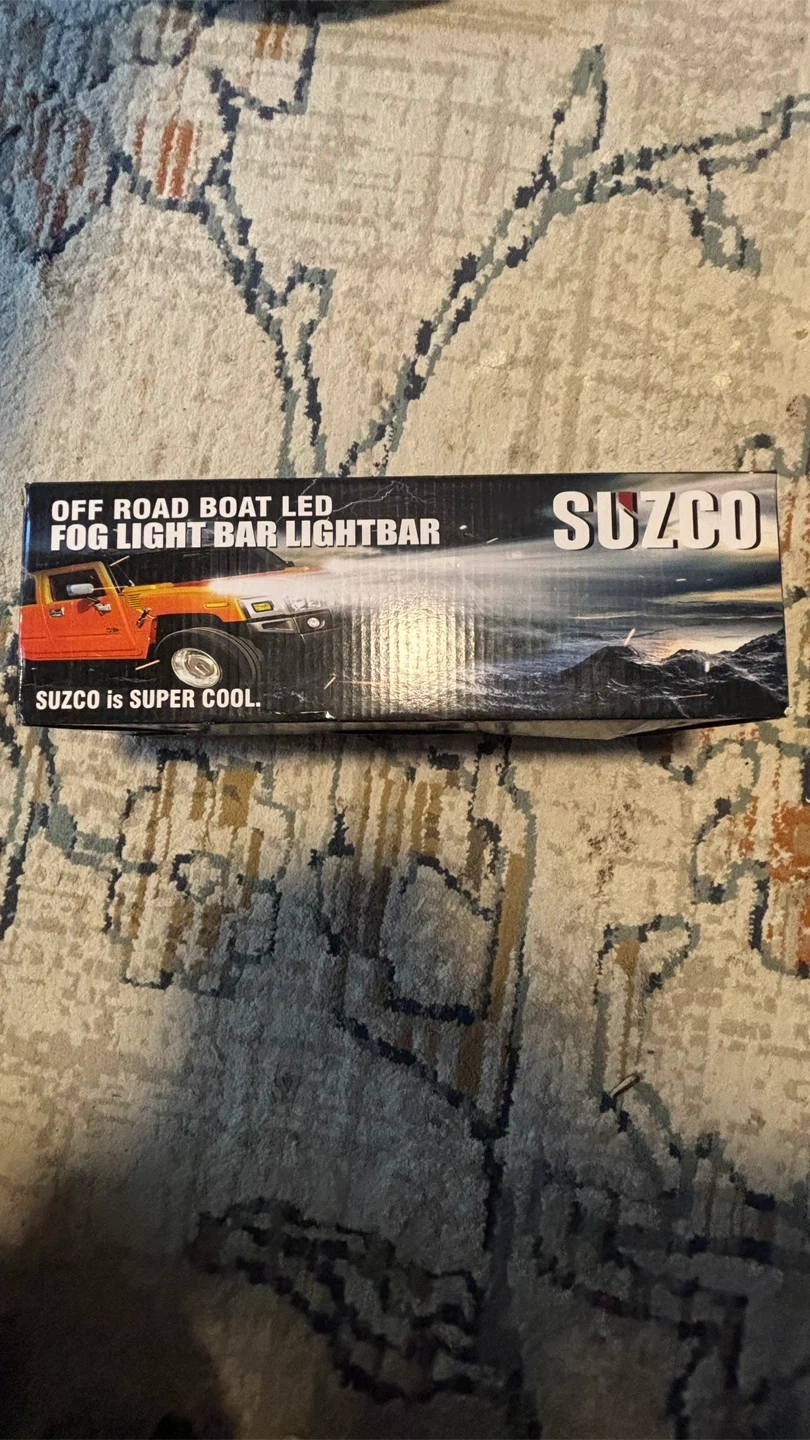 OFF ROAD BOAT LED
FOG LIGHT BAR LIGHTBAR
SUZCO
SUZCO is SUPER COOL.